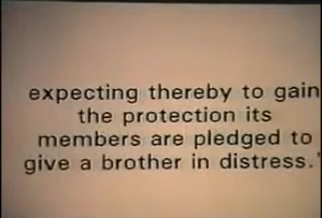 expecting thereby to gain
the protection its
members are pledged to
give a brother in distress."